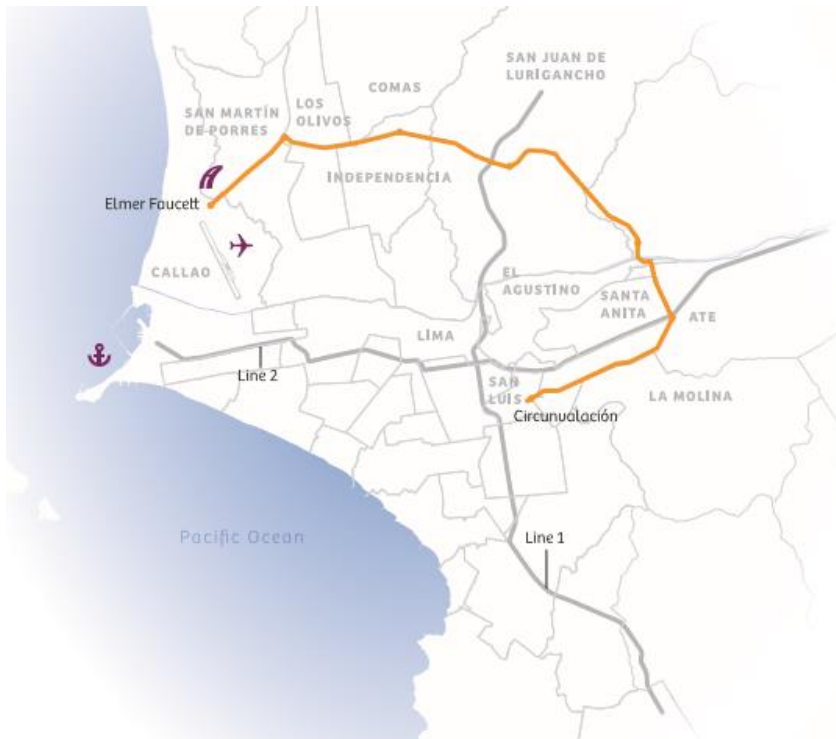 SAN JUAN DE
LURIGANCHO
COMAS
LOS
OLIVOS
SAN MARTÍN
DE PORRES
INDEPENDENCIA
Elmer Faucett
CALLAO
EL
AGUSTINO
SANTA
ANITA
ATE
LIMA
Line 2
SAN
LUIS
LA MOLINA
Circunvalación
Pacific Ocean
Line 1